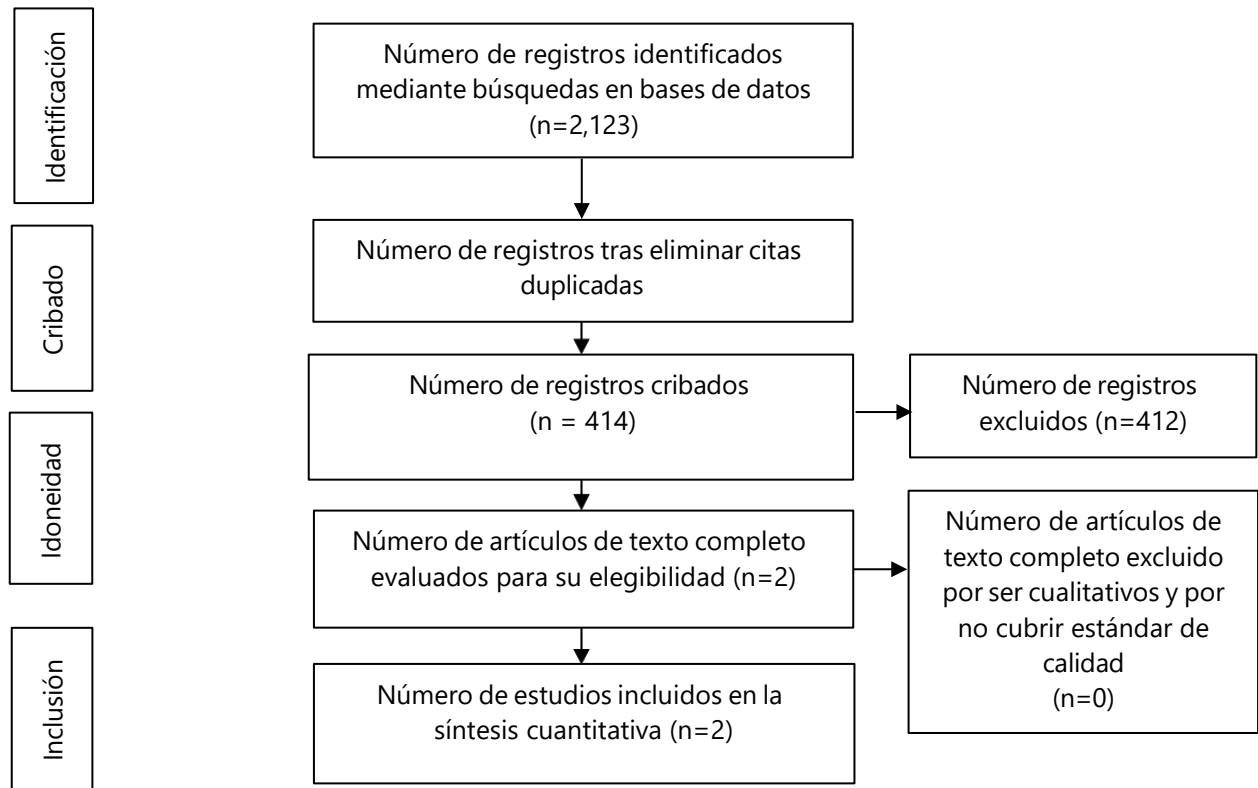 Identificación
Número de registros identificados
mediante búsquedas en bases de datos
(n=2,123)
Cribado
Número de registros tras eliminar citas
duplicadas
Número de registros cribados
(n = 414)
Número de registros
excluidos (n=412)
Idoneidad
Número de artículos de texto completo
evaluados para su elegibilidad (n=2)
Número de artículos de
texto completo excluido
por ser cualitativos y por
no cubrir estándar de
calidad
(n=0)
Inclusión
Número de estudios incluidos en la
síntesis cuantitativa (n=2)